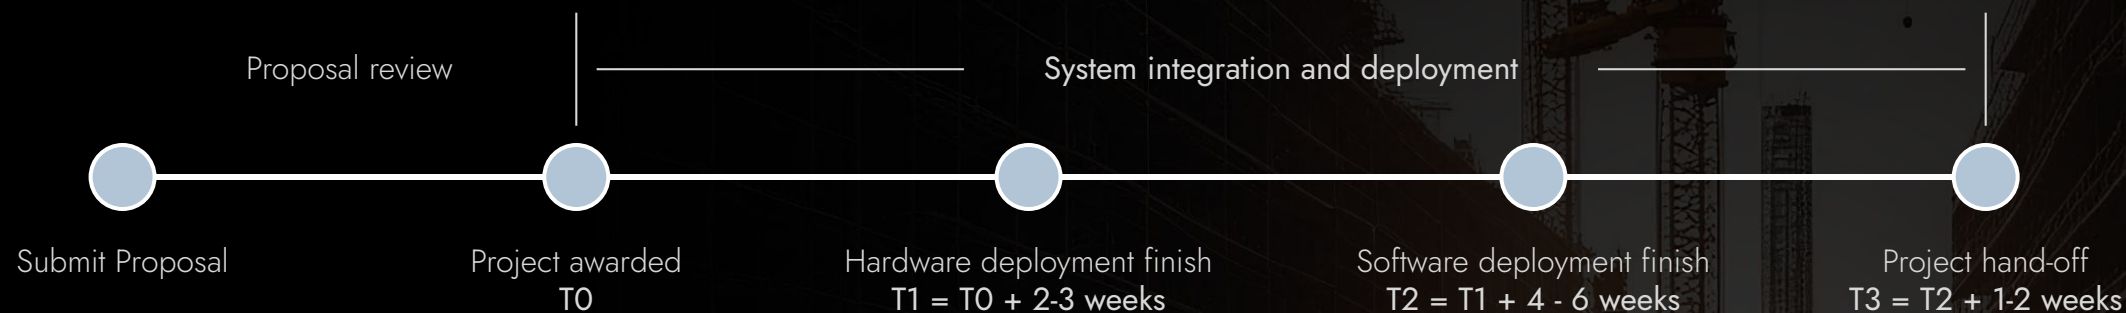 Proposal review
System integration and deployment
Submit Proposal
Project awarded
T0
Hardware deployment finish
T1 = T0 + 2-3 weeks
Software deployment finish
T2 = T1 + 4 - 6 weeks
Project hand-off
T3 = T2 + 1-2 weeks